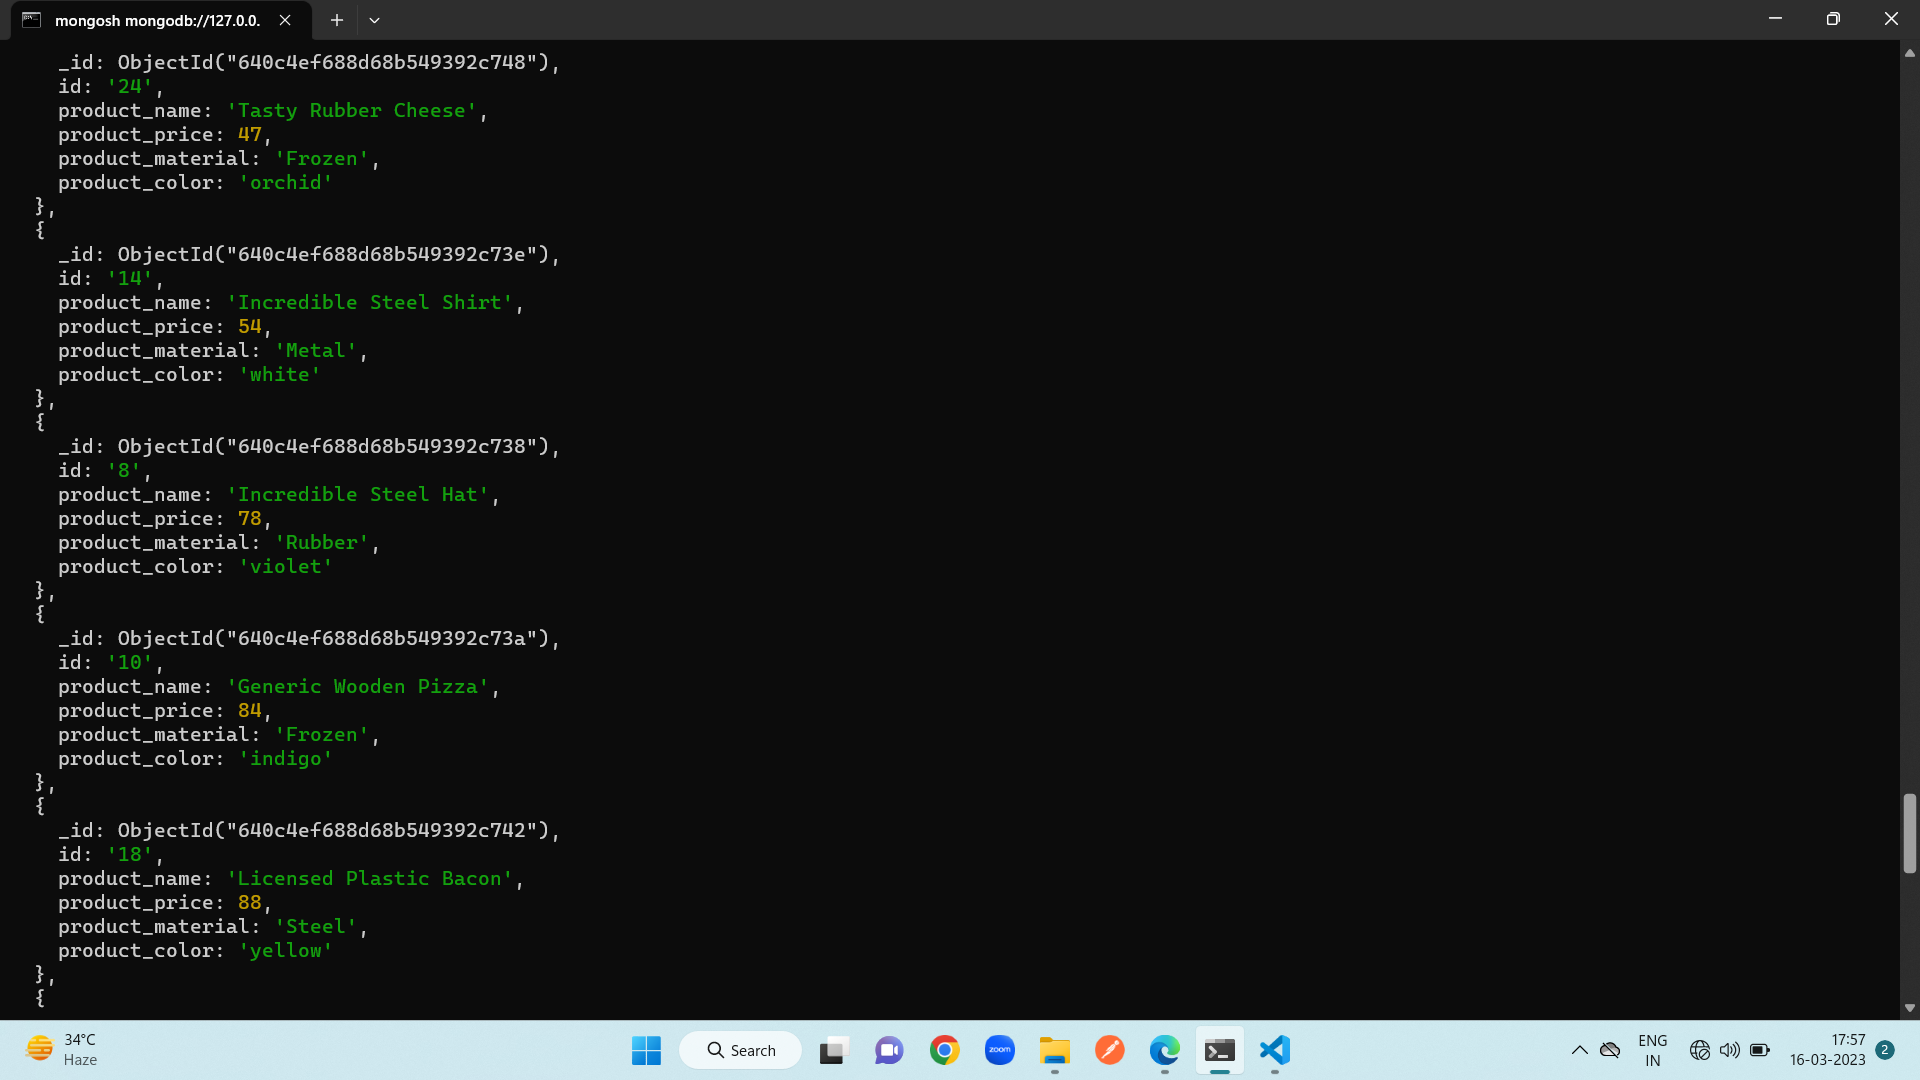 mongosh mongodb://127.0.0.
_id: ObjectId("640c4ef688d68b549392c748"),
id: '24',
product_name: 'Tasty Rubber Cheese',
product_price: 47,
product_material: 'Frozen',
product_color: 'orchid'
},
{
_id: ObjectId("640c4ef688d68b549392c73e"),
id: '14',
product_name: 'Incredible Steel Shirt',
product_price: 54,
product_material: 'Metal',
product_color: 'white'
},
{
_id: ObjectId("640c4ef688d68b549392c738"),
id: '8',
product_name: 'Incredible Steel Hat',
product_price: 78,
product_material: 'Rubber',
product_color: 'violet'
},
{
_id: ObjectId("640c4ef688d68b549392c73a"),
id: '10',
product_name: 'Generic Wooden Pizza',
product_price: 84,
product_material: 'Frozen',
product_color: 'indigo'
},
{
_id: ObjectId("640c4ef688d68b549392c742"),
id: '18',
product_name: 'Licensed Plastic Bacon',
product_price: 88,
product_material: 'Steel',
product_color: 'yellow'
},
{
34°C
Haze
Search
zoom
ENG
IN
17:57
16-03-2023
2